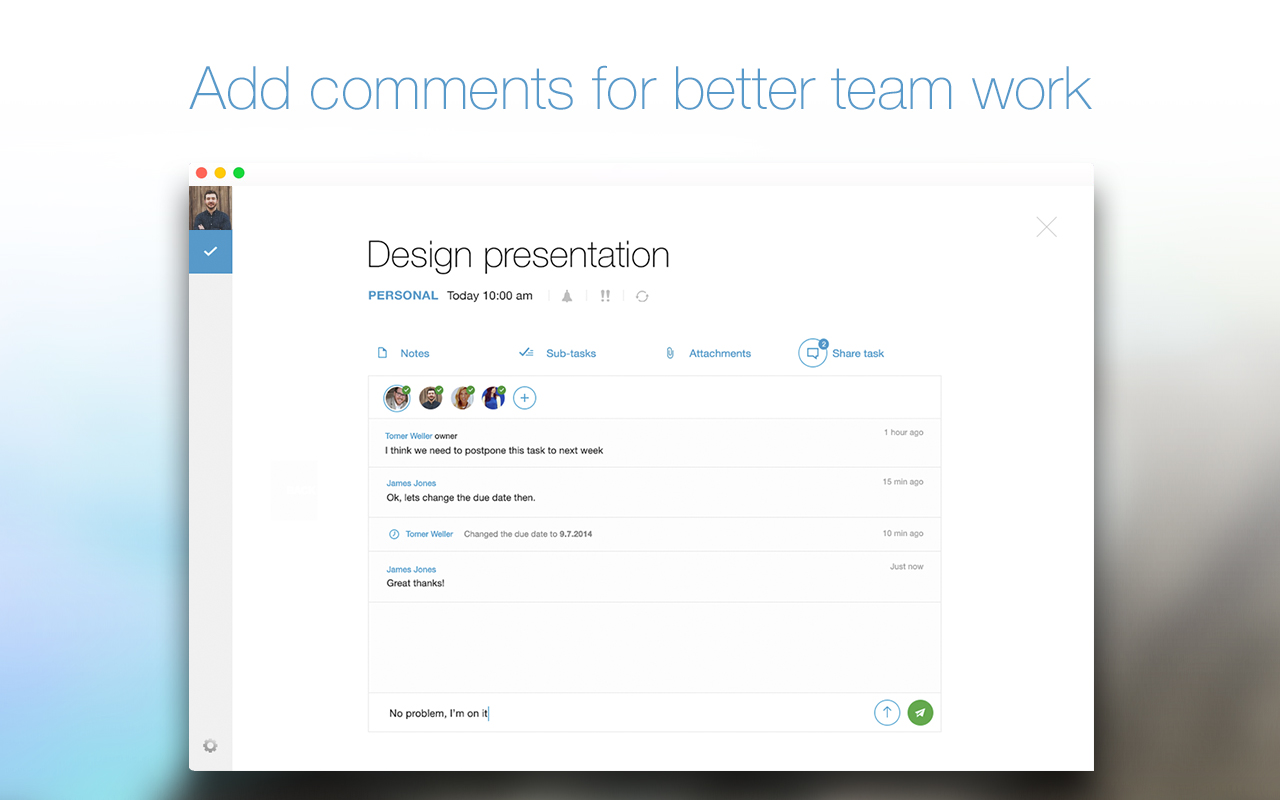 Add comments for better team work
Design presentation
PERSONAL Today 10:00 am
Notes Sub-tasks Attachments 2 Share task
Tomer Weller owner 1 hour ago
I think we need to postpone this task to next week
James Jones 15 min ago
Ok, lets change the due date then.
Tomer Weller Changed the due date to 9.7.2014 10 min ago
James Jones Just now
Great thanks!
No problem, I'm on it